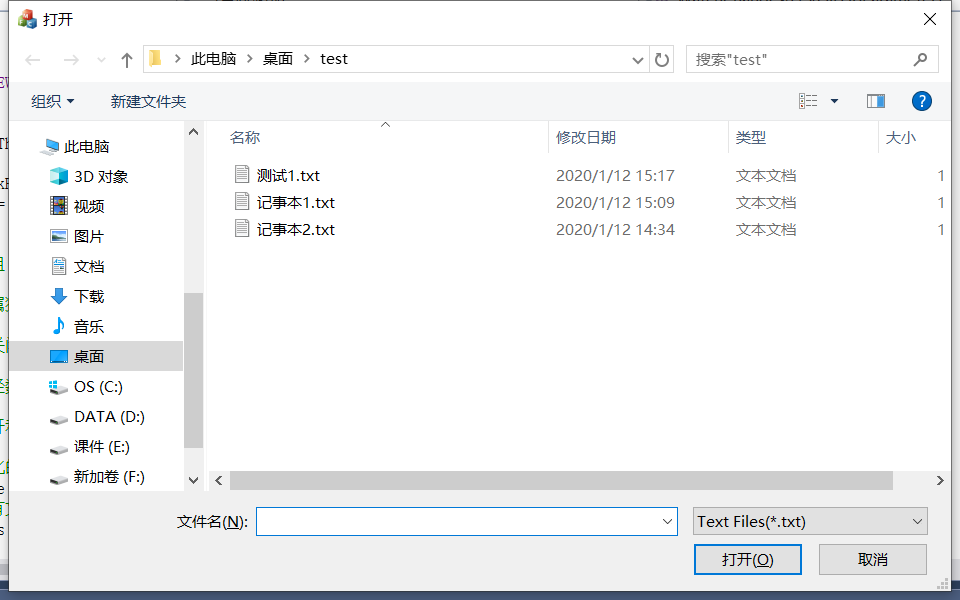 打开
此电脑 > 桌面 > test
搜索"test"
组织
新建文件夹
此电脑
3D 对象
视频
图片
文档
下载
音乐
桌面
OS (C:)
DATA (D:)
课件 (E:)
新加卷 (F:)
名称 修改日期 类型 大小
测试1.txt 2020/1/12 15:17 文本文档 1
记事本1.txt 2020/1/12 15:09 文本文档 1
记事本2.txt 2020/1/12 14:34 文本文档 1
文件名(N):
Text Files(*.txt)
打开(O)
取消